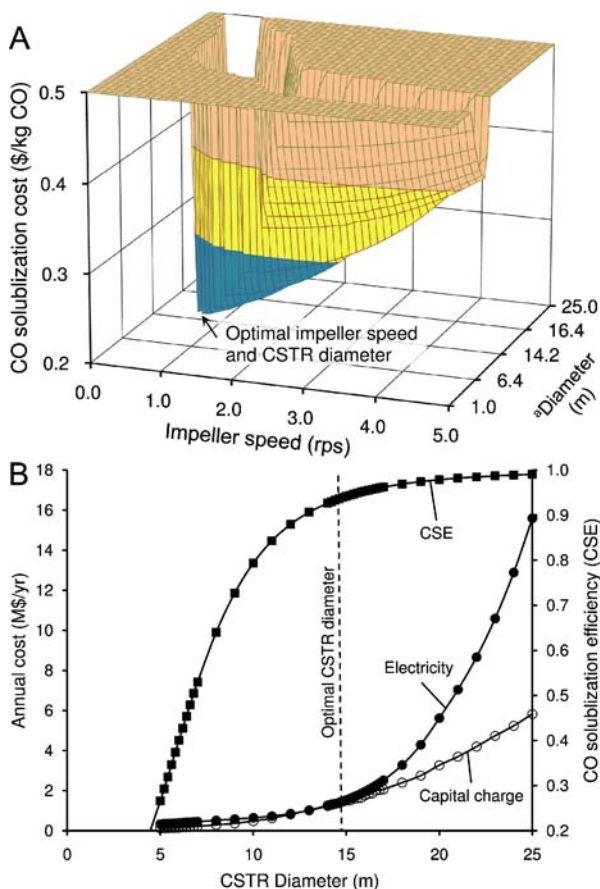 A
CO solublization cost ($/kg CO)
0.5
0.4
0.3
0.2
Optimal impeller speed
and CSTR diameter
0.0
1.0
2.0
3.0
4.0
5.0
Impeller speed (rps)
25.0
16.4
14.2
6.4
1.0
aDiameter
(m)
B
Annual cost (M$/yr)
18
16
14
12
10
8
6
4
2
0
CSE
Optimal CSTR diameter
Electricity
Capital charge
1.0
0.9
0.8
0.7
0.6
0.5
0.4
0.3
0.2
CO solublization efficiency (CSE)
0
5
10
15
20
25
CSTR Diameter (m)